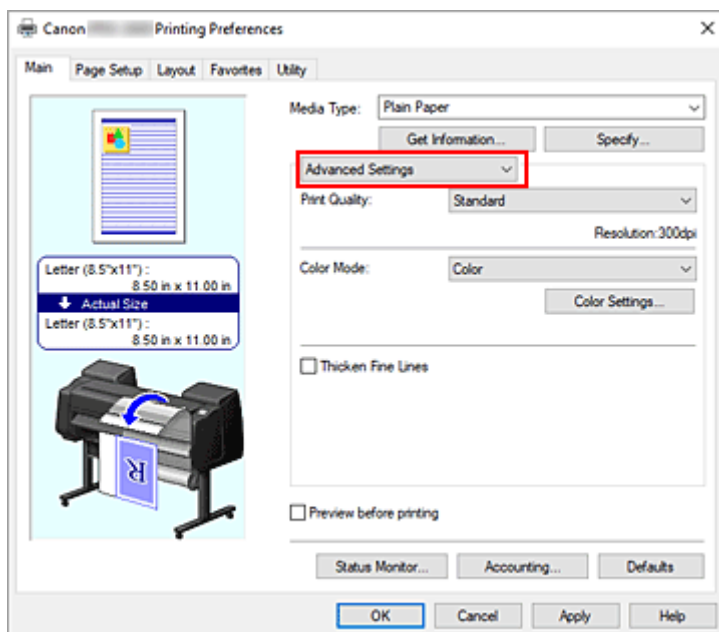 Canon Printing Preferences
Main Page Setup Layout Favorites Utility
Media Type: Plain Paper
Get Information... Specify...
Advanced Settings
Print Quality: Standard
Resolution:300dpi
Color Mode: Color
Color Settings...
Thicken Fine Lines
Letter (8.5"x11") :
8.50 in x 11.00 in
Actual Size
Letter (8.5"x11") :
8.50 in x 11.00 in
R
Preview before printing
Status Monitor... Accounting... Defaults
OK Cancel Apply Help